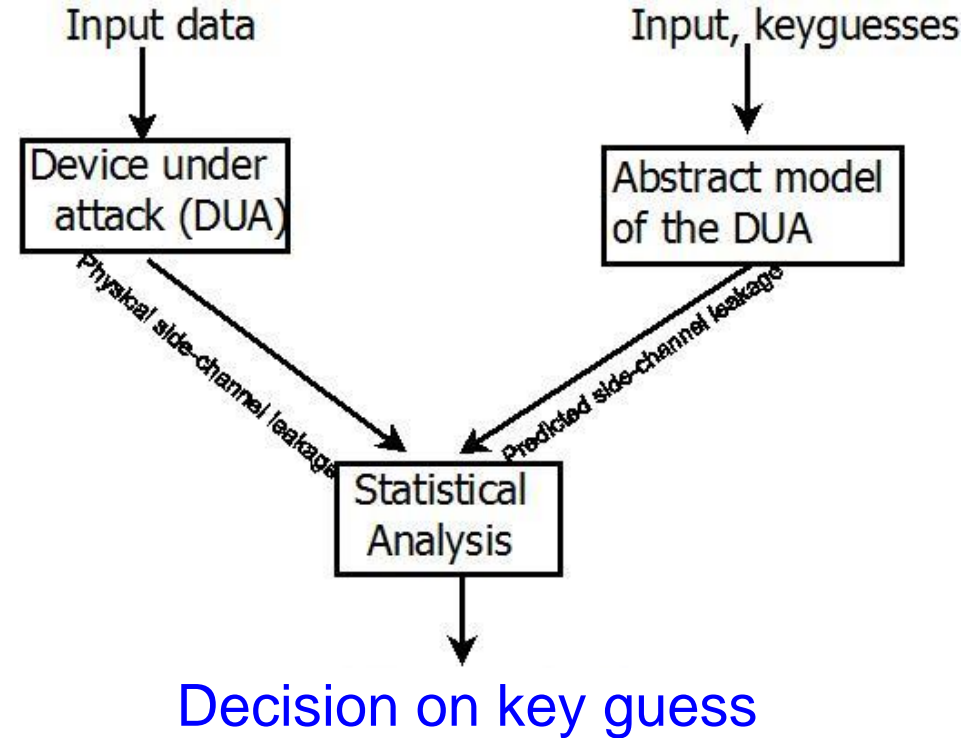 Input data
Input, keyguesses
Device under
attack (DUA)
Abstract model
of the DUA
Physical side-channel leakage
Predicted side-channel leakage
Statistical
Analysis
Decision on key guess